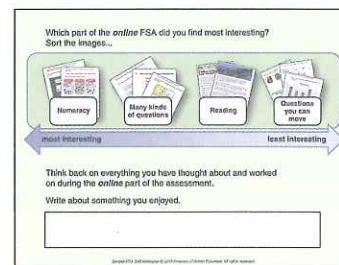 Which part of the online FSA did you find most interesting?
Sort the images...
Numeracy
Many kinds
of questions
Reading
Questions
you can
move
most interesting
least interesting
Think back on everything you have thought about and worked
on during the online part of the assessment.
Write about something you enjoyed.